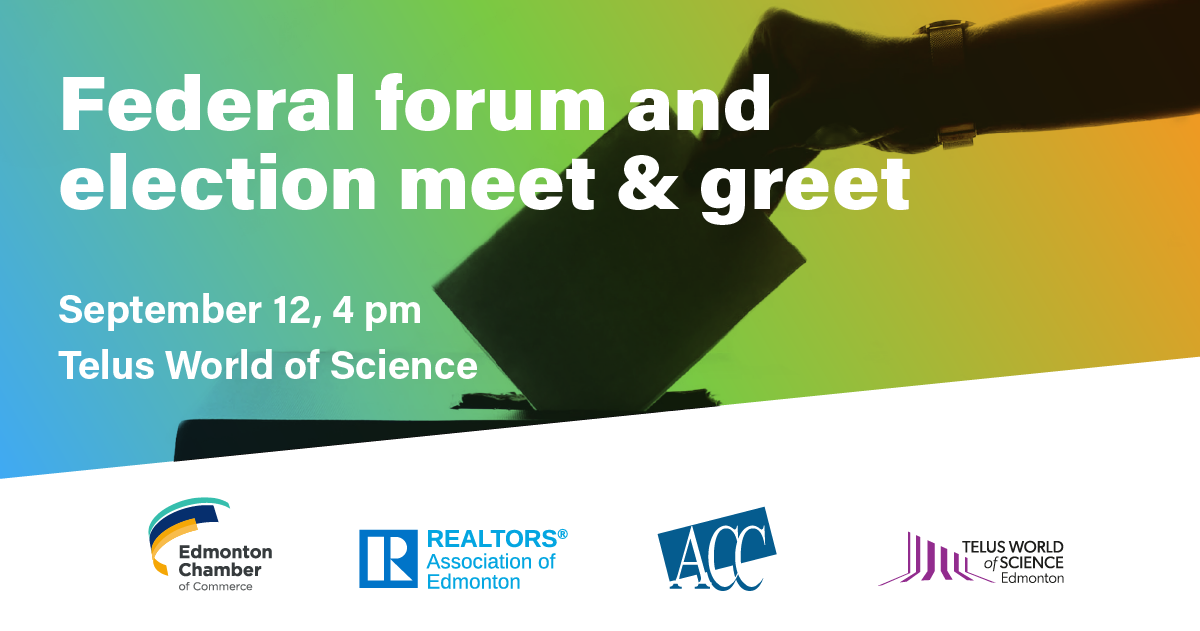 Federal forum and
election meet & greet
September 12, 4 pm
Telus World of Science
Edmonton
Chamber
of Commerce
R
REALTORS®
Association of
Edmonton
ACC
TELUS WORLD
of SCIENCE
Edmonton